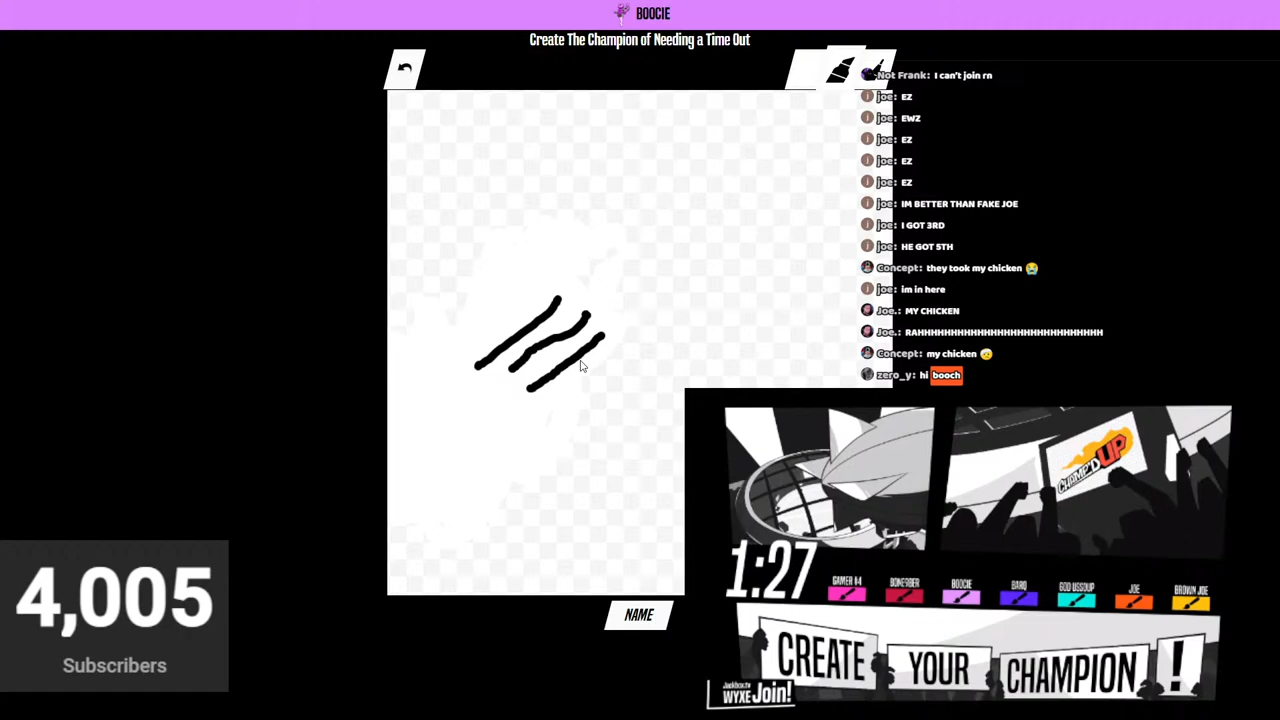 BOOCIE
Create The Champion of Needing a Time Out
Not Frank: I can't join rn
joe: EZ
joe: EWZ
joe: EZ
joe: EZ
joe: EZ
joe: IM BETTER THAN FAKE JOE
joe: I GOT 3RD
joe: HE GOT 5TH
Concept: they took my chicken 😭
joe: im in here
Joe.: MY CHICKEN
Joe.: RAHHHHHHHHHHHHHHHHHHHHHHHHHHH
Concept: my chicken 🤕
zero_y: hi booch
CHAMP'D UP
1:27
GAMER #4
BONERBER
BOOCIE
BARQ
GOD USSOUP
JOE
BROWN JOE
NAME
CREATE YOUR CHAMPION !
Jackbox.tv
WYXE Join!
4,005
Subscribers